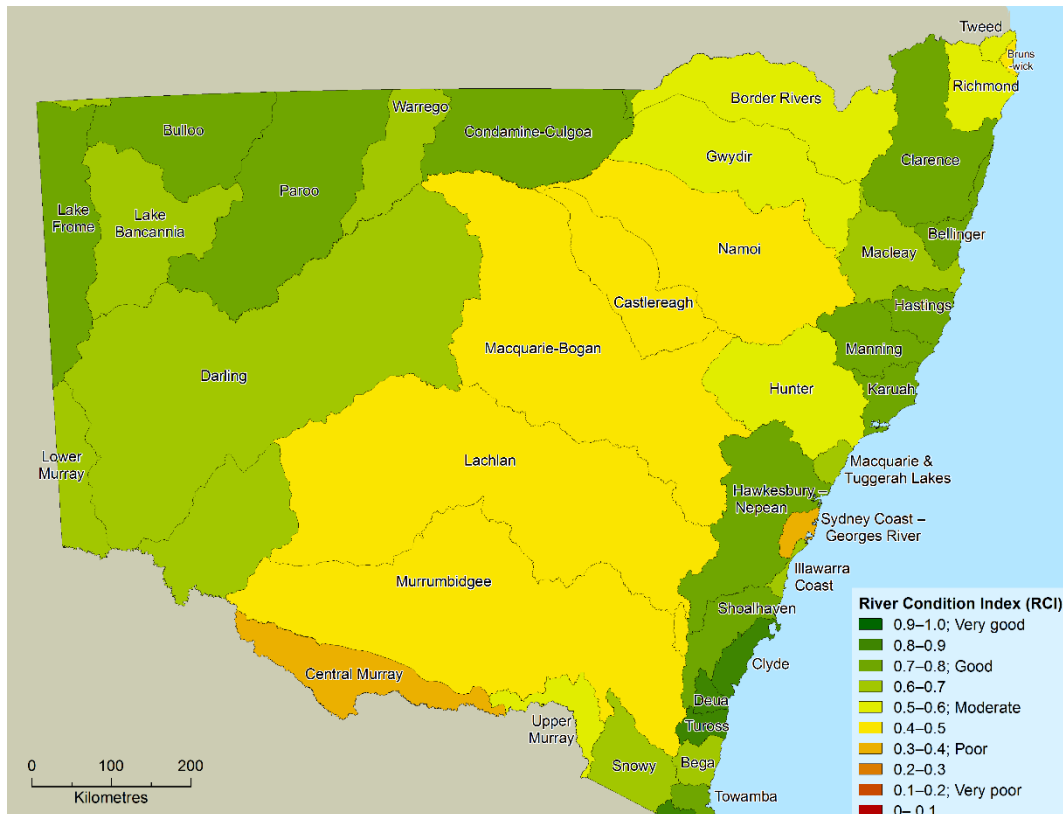 Tweed
Bruns
-wick
Richmond
Border Rivers
Warrego
Bulloo
Condamine-Culgoa
Gwydir
Clarence
Paroo
Lake
Frome
Lake
Bancannia
Bellinger
Namoi
Macleay
Castlereagh
Hastings
Macquarie-Bogan
Manning
Darling
Hunter
Karuah
Lower
Murray
Lachlan
Macquarie &
Tuggerah Lakes
Hawkesbury –
Nepean
Sydney Coast –
Georges River
Illawarra
Coast
Murrumbidgee
Shoalhaven
Clyde
Central Murray
Deua
Tuross
Upper
Murray
Snowy
Bega
Towamba
0 100 200
Kilometres
River Condition Index (RCI)
0.9–1.0; Very good
0.8–0.9
0.7–0.8; Good
0.6–0.7
0.5–0.6; Moderate
0.4–0.5
0.3–0.4; Poor
0.2–0.3
0.1–0.2; Very poor
0– 0.1